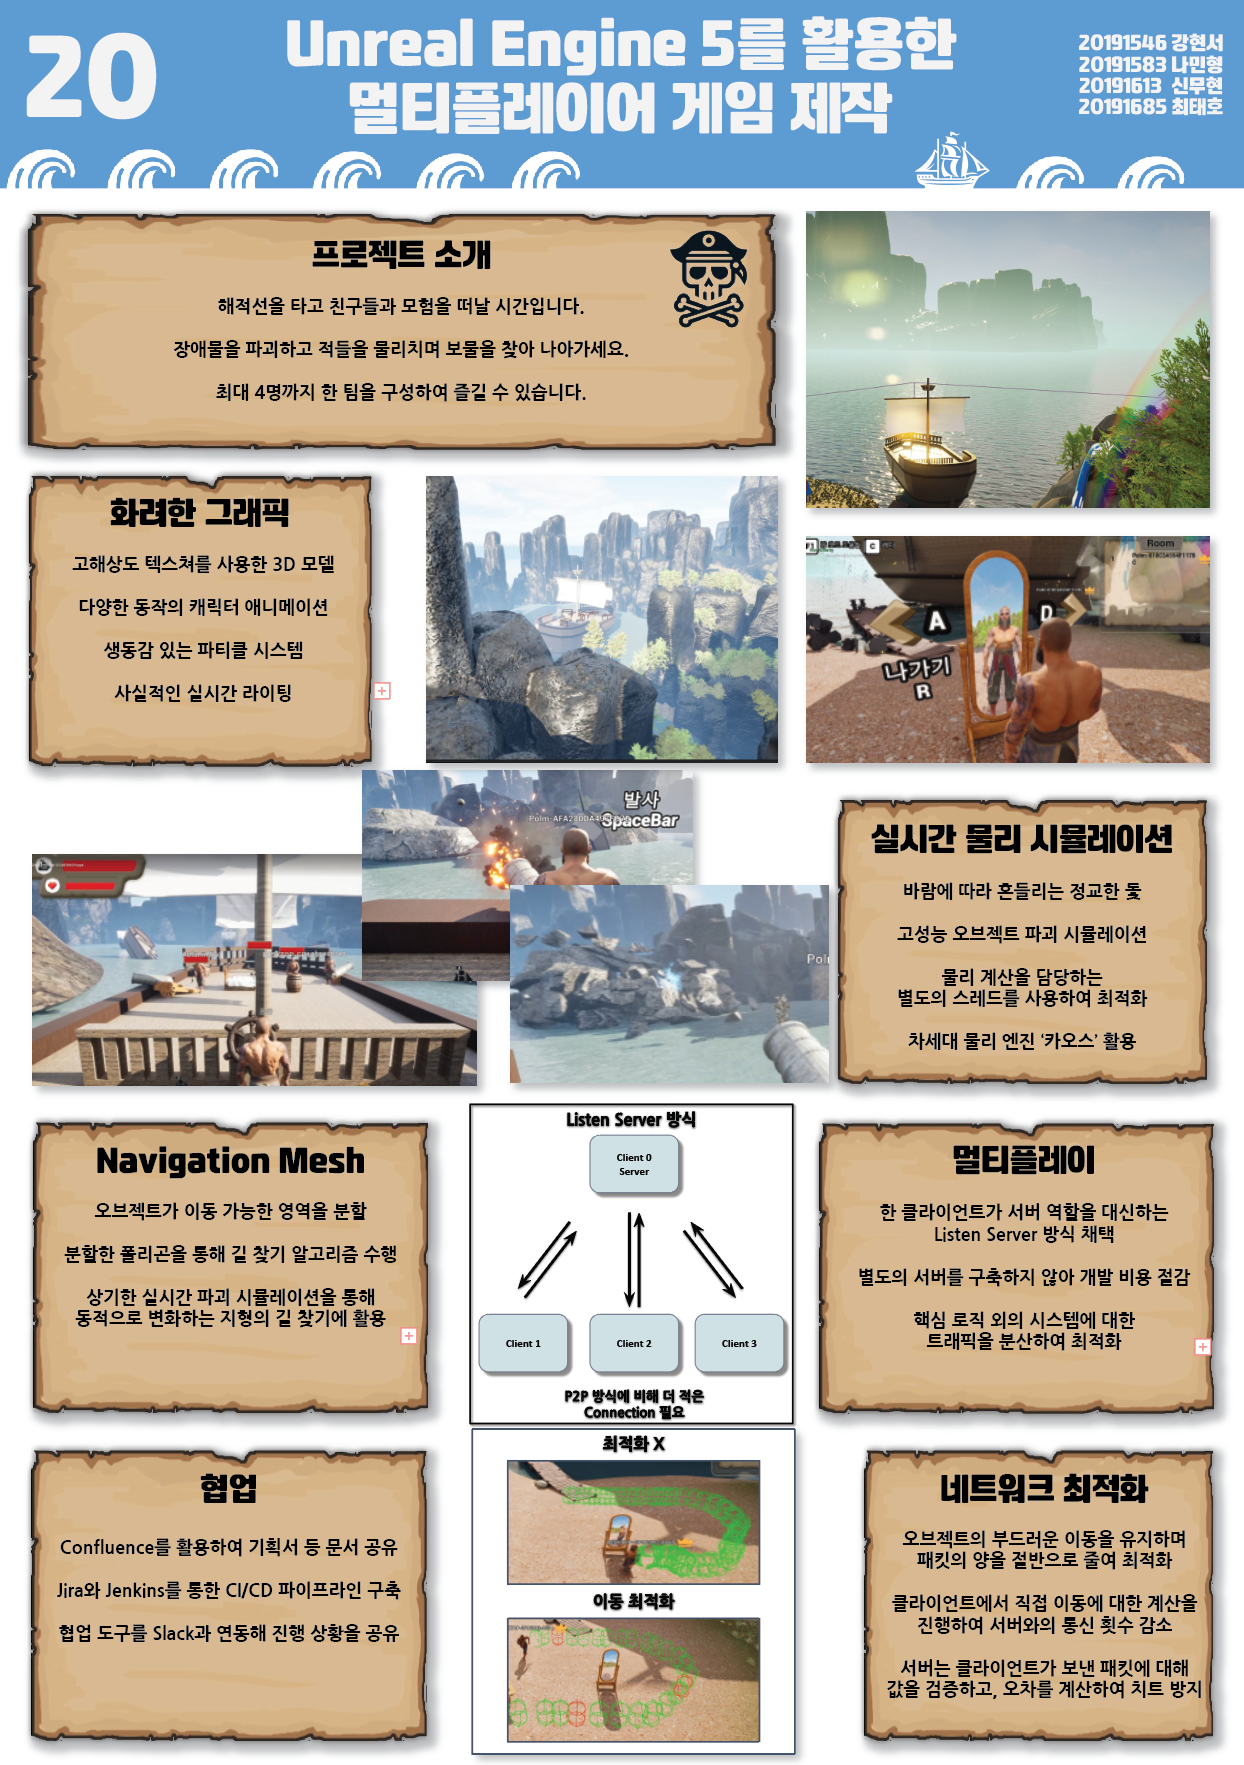 20
Unreal Engine 5를 활용한
멀티플레이어 게임 제작
20191546 강현서
20191583 나민형
20191613 신무현
20191685 최태호
프로젝트 소개
해적선을 타고 친구들과 모험을 떠날 시간입니다.
장애물을 파괴하고 적들을 물리치며 보물을 찾아 나아가세요.
최대 4명까지 한 팀을 구성하여 즐길 수 있습니다.
화려한 그래픽
고해상도 텍스쳐를 사용한 3D 모델
다양한 동작의 캐릭터 애니메이션
생동감 있는 파티클 시스템
사실적인 실시간 라이팅
C
Room
A
D
나가기
R
발사
SpaceBar
실시간 물리 시뮬레이션
바람에 따라 흔들리는 정교한 돛
고성능 오브젝트 파괴 시뮬레이션
물리 계산을 담당하는
별도의 스레드를 사용하여 최적화
차세대 물리 엔진 ‘카오스’ 활용
Navigation Mesh
오브젝트가 이동 가능한 영역을 분할
분할한 폴리곤을 통해 길 찾기 알고리즘 수행
상기한 실시간 파괴 시뮬레이션을 통해
동적으로 변화하는 지형의 길 찾기에 활용
Listen Server 방식
Client 0
Server
Client 1
Client 2
Client 3
P2P 방식에 비해 더 적은
Connection 필요
멀티플레이
한 클라이언트가 서버 역할을 대신하는
Listen Server 방식 채택
별도의 서버를 구축하지 않아 개발 비용 절감
핵심 로직 외의 시스템에 대한
트래픽을 분산하여 최적화
협업
Confluence를 활용하여 기획서 등 문서 공유
Jira와 Jenkins를 통한 CI/CD 파이프라인 구축
협업 도구를 Slack과 연동해 진행 상황을 공유
최적화 X
이동 최적화
네트워크 최적화
오브젝트의 부드러운 이동을 유지하며
패킷의 양을 절반으로 줄여 최적화
클라이언트에서 직접 이동에 대한 계산을
진행하여 서버와의 통신 횟수 감소
서버는 클라이언트가 보낸 패킷에 대해
값을 검증하고, 오차를 계산하여 치트 방지